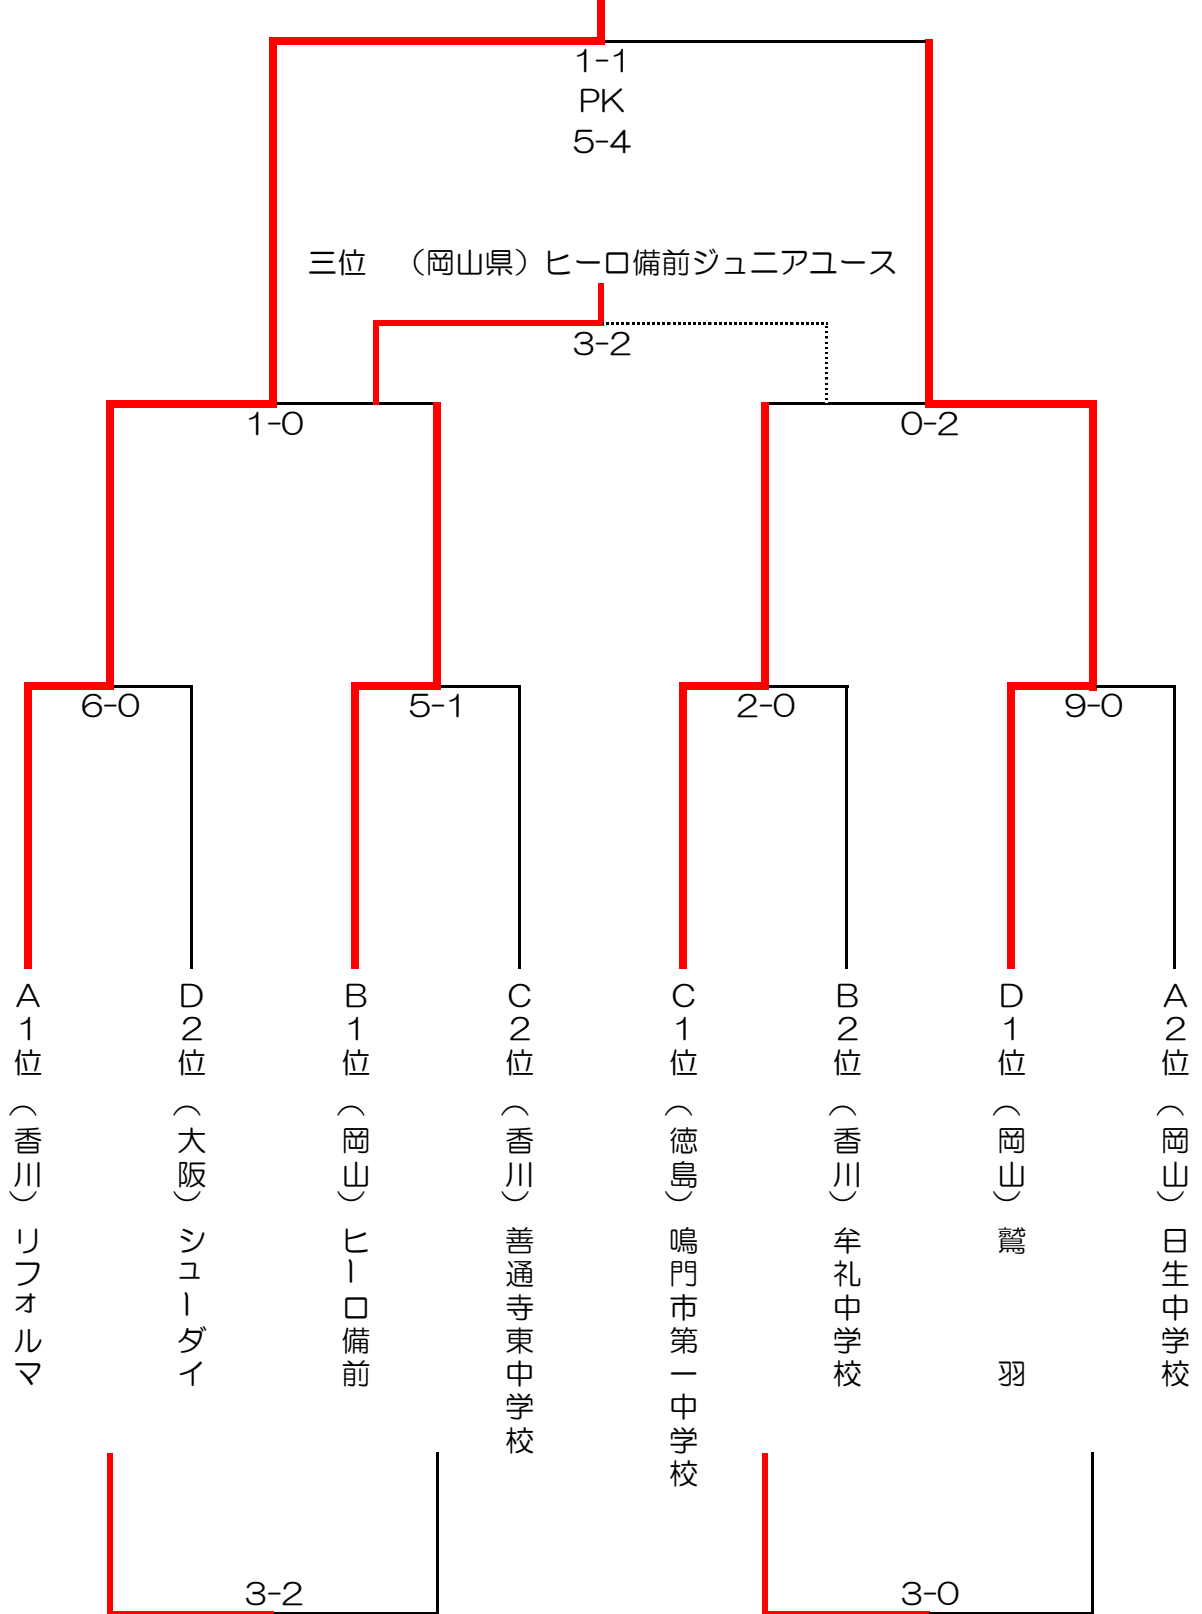 1-1
PK
5-4
三位　（岡山県）ヒーロ備前ジュニアユース
3-2
1-0
0-2
6-0
5-1
2-0
9-0
A1位（香川）リフォルマ
D2位（大阪）シューダイ
B1位（岡山）ヒーロ備前
C2位（香川）善通寺東中学校
C1位（徳島）鳴門市第一中学校
B2位（香川）牟礼中学校
D1位（岡山）鷲　　羽
A2位（岡山）日生中学校
3-2
3-0